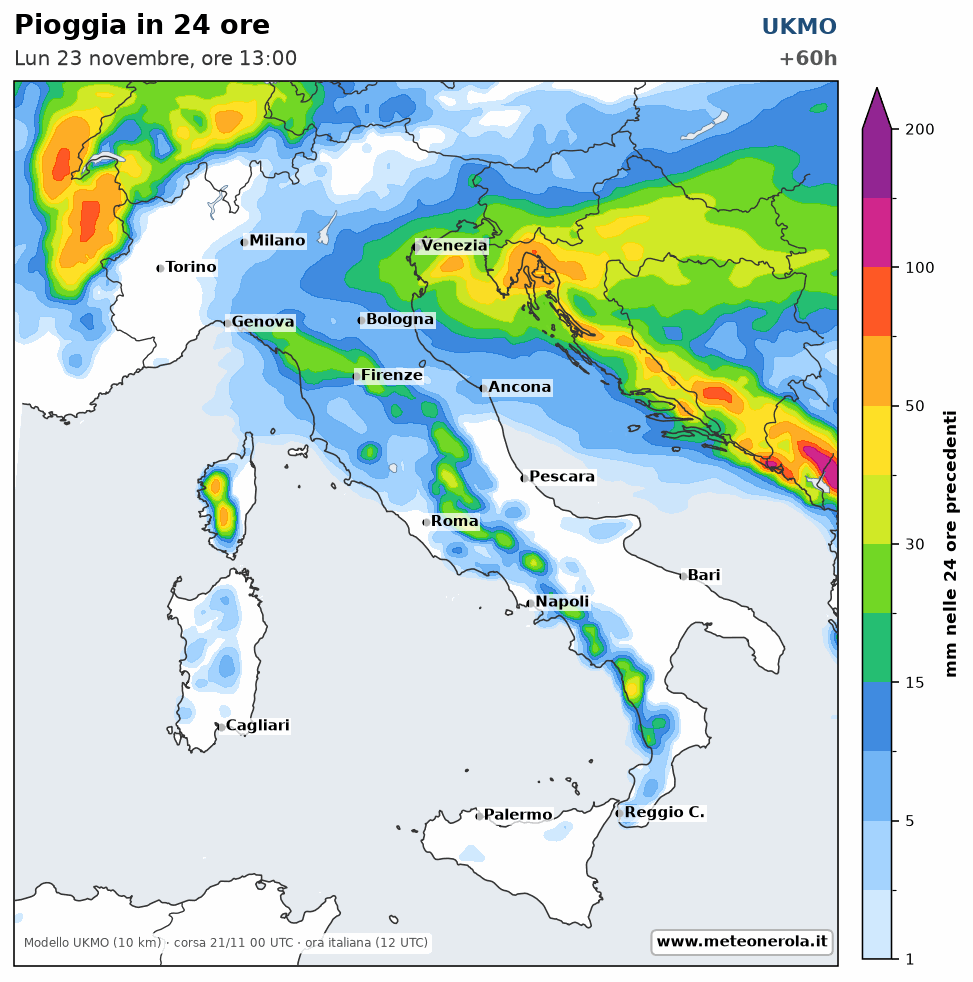 Pioggia in 24 ore
UKMO
Lun 23 novembre, ore 13:00
+60h
200
100
50
30
15
5
1
mm nelle 24 ore precedenti
Milano
Venezia
Torino
Genova
Bologna
Firenze
Ancona
Pescara
Roma
Bari
Napoli
Cagliari
Palermo
Reggio C.
Modello UKMO (10 km) · corsa 21/11 00 UTC · ora italiana (12 UTC)
www.meteonerola.it